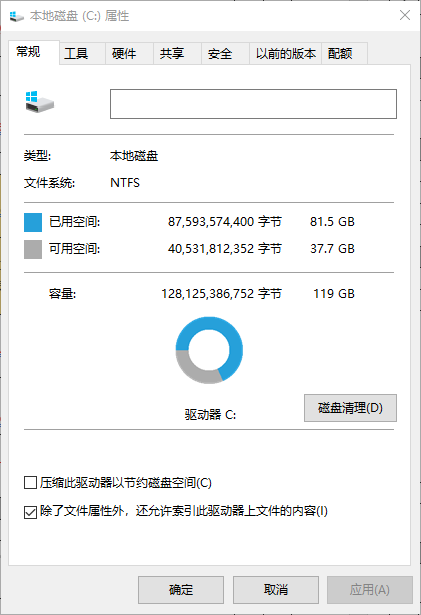 本地磁盘 (C:) 属性
常规 工具 硬件 共享 安全 以前的版本 配额
类型: 本地磁盘
文件系统: NTFS
已用空间: 87,593,574,400 字节 81.5 GB
可用空间: 40,531,812,352 字节 37.7 GB
容量: 128,125,386,752 字节 119 GB
驱动器 C:
磁盘清理(D)
压缩此驱动器以节约磁盘空间(C)
除了文件属性外，还允许索引此驱动器上文件的内容(I)
确定 取消 应用(A)